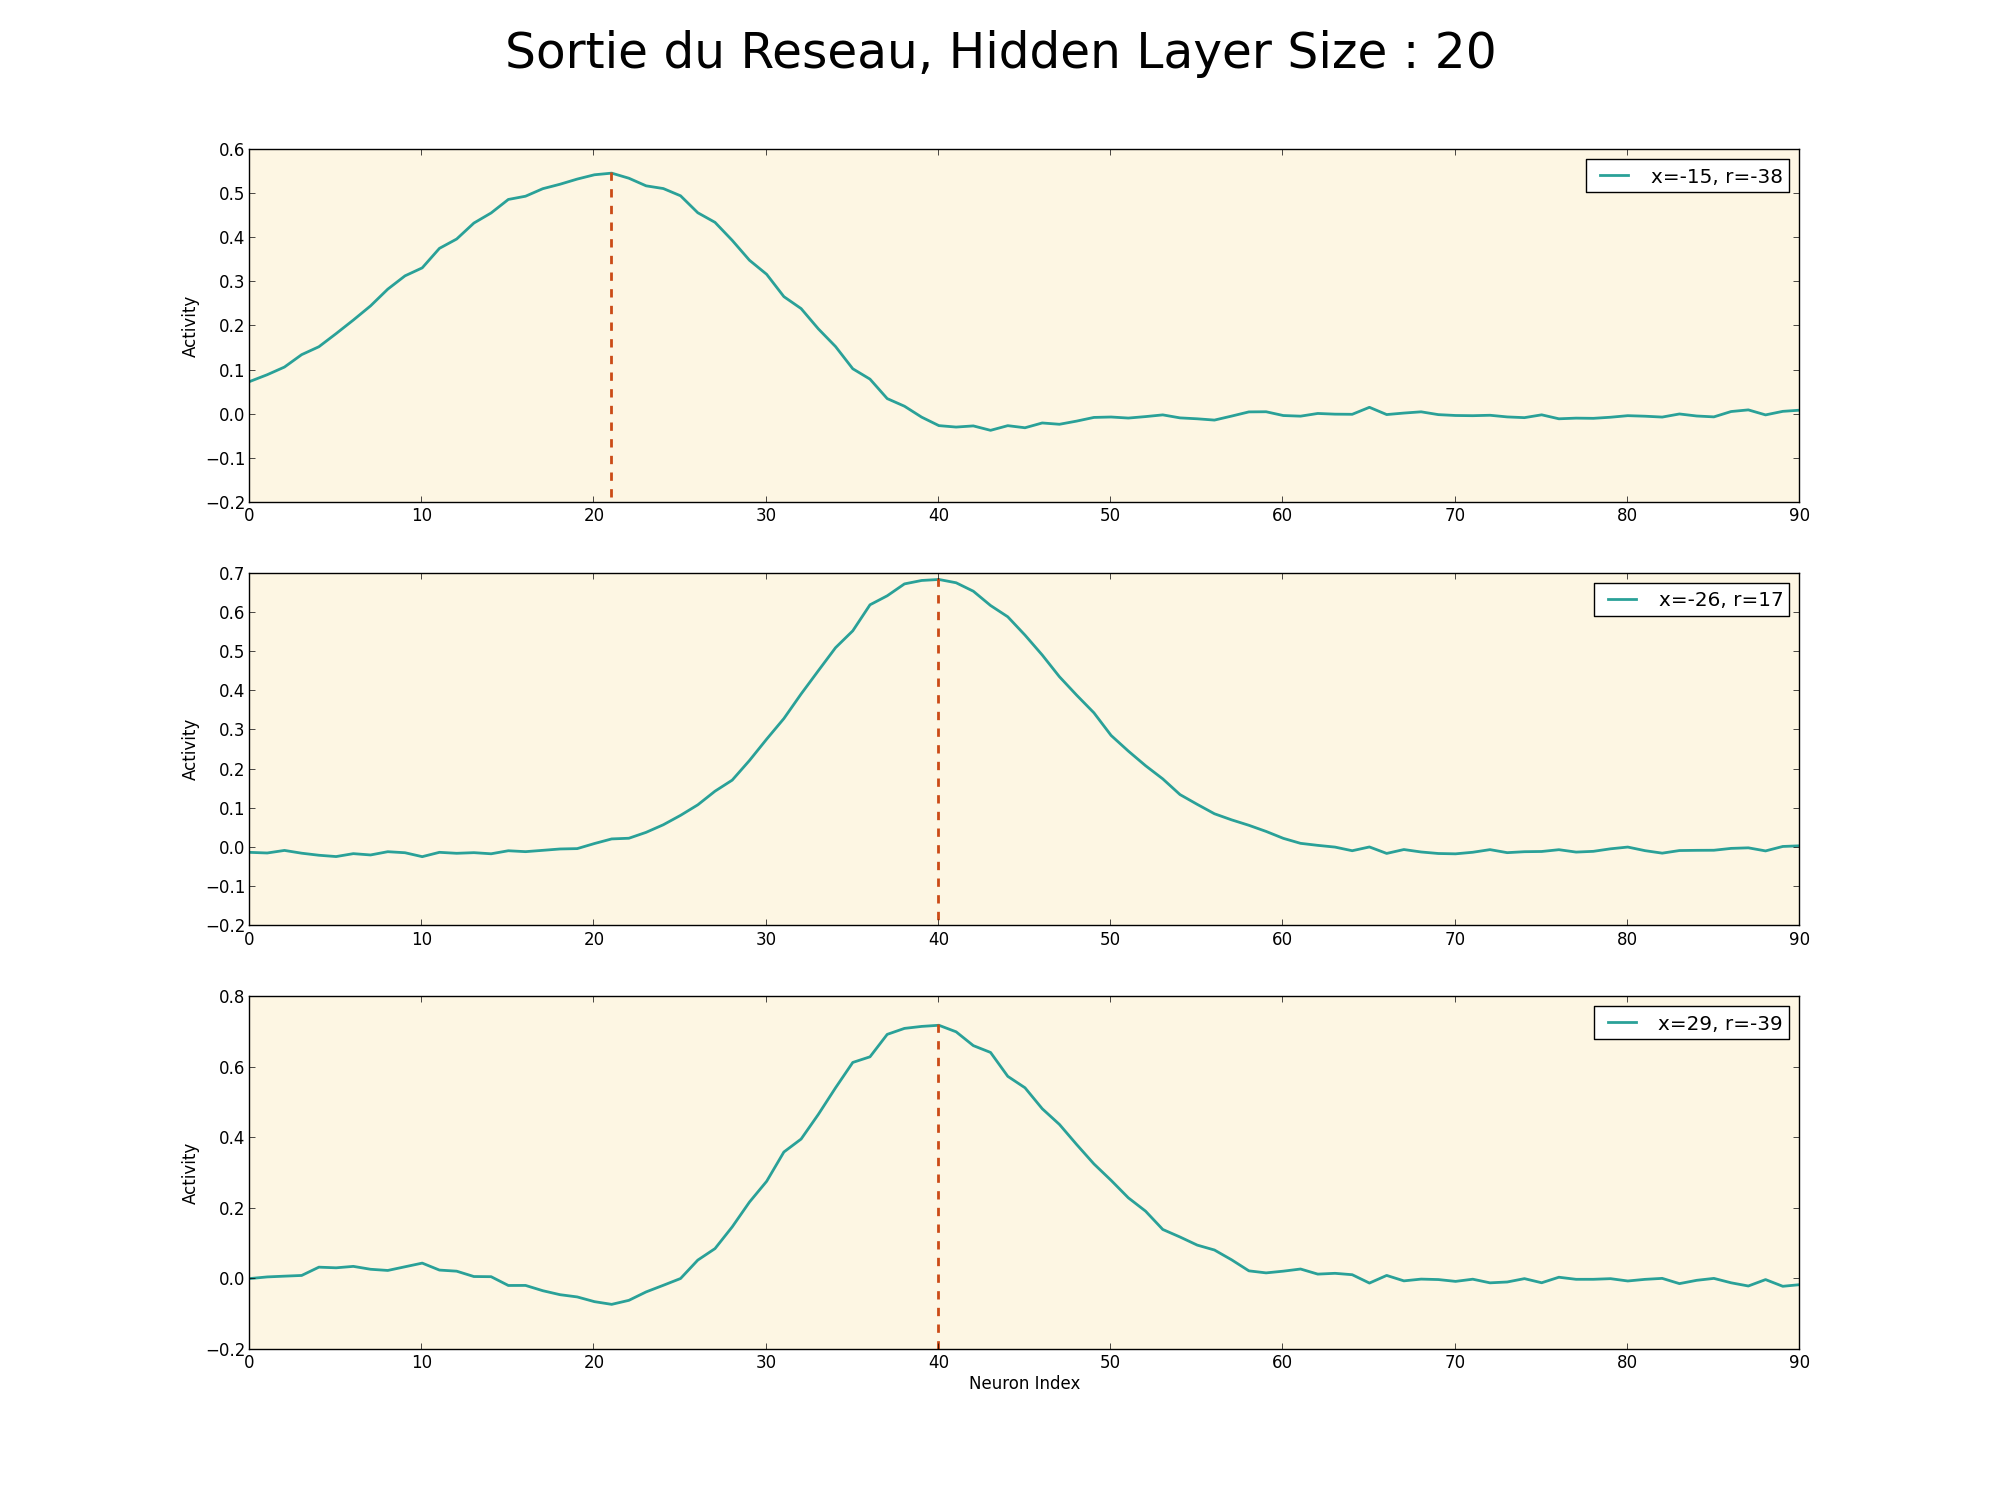 Sortie du Reseau, Hidden Layer Size : 20
0.6
0.5
0.4
0.3
0.2
0.1
0.0
−0.1
−0.2
Activity
x=-15, r=-38
0 10 20 30 40 50 60 70 80 90
0.7
0.6
0.5
0.4
0.3
0.2
0.1
0.0
−0.1
−0.2
Activity
x=-26, r=17
0 10 20 30 40 50 60 70 80 90
0.8
0.6
0.4
0.2
0.0
−0.2
Activity
x=29, r=-39
0 10 20 30 40 50 60 70 80 90
Neuron Index